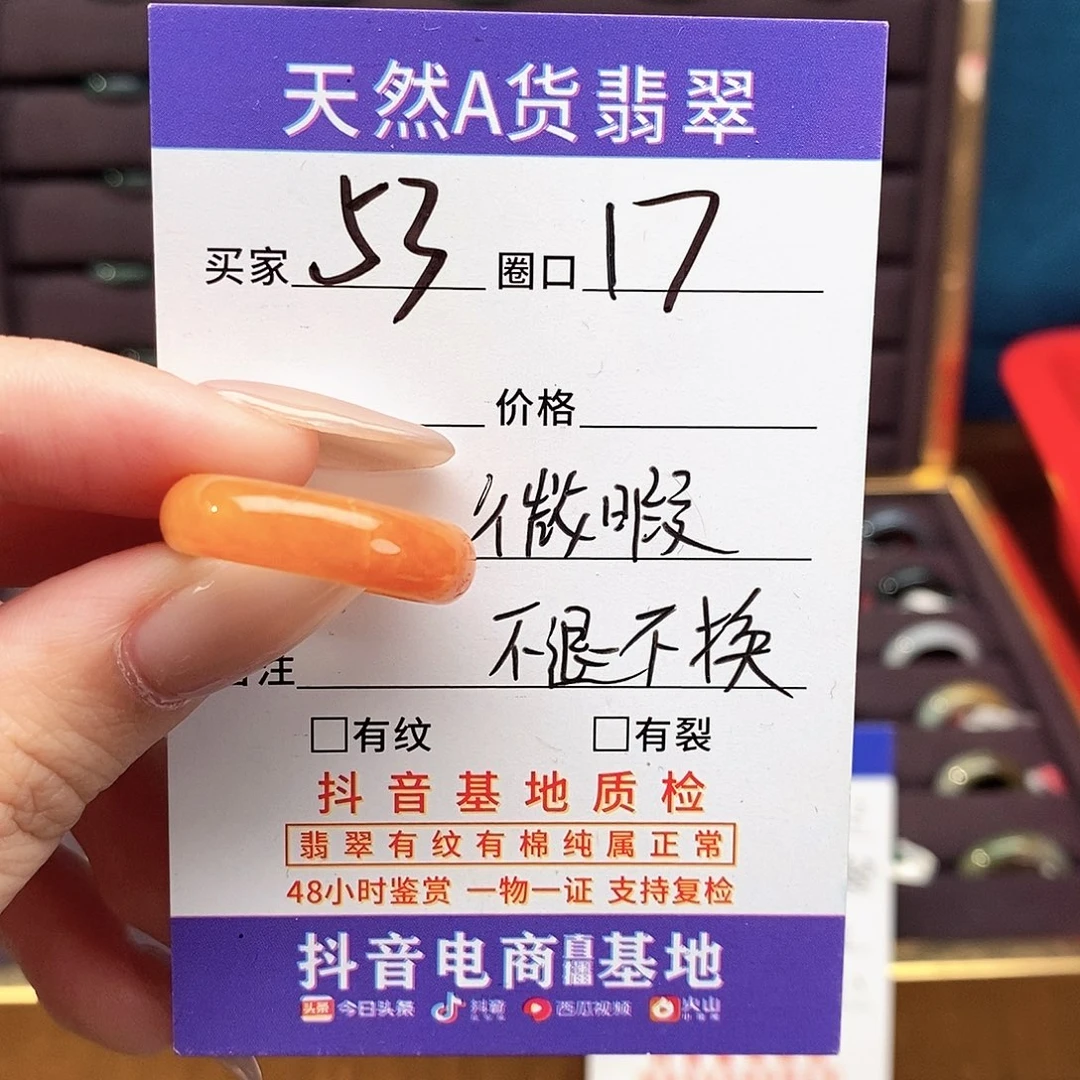 天然A货翡翠
买家 53 圈口 17
价格
微暇
注 不退不换
□有纹 □有裂
抖音基地质检
翡翠有纹有棉纯属正常
48小时鉴赏 一物一证 支持复检
抖音电商直播基地
头条 今日头条 抖音 西瓜视频 火山